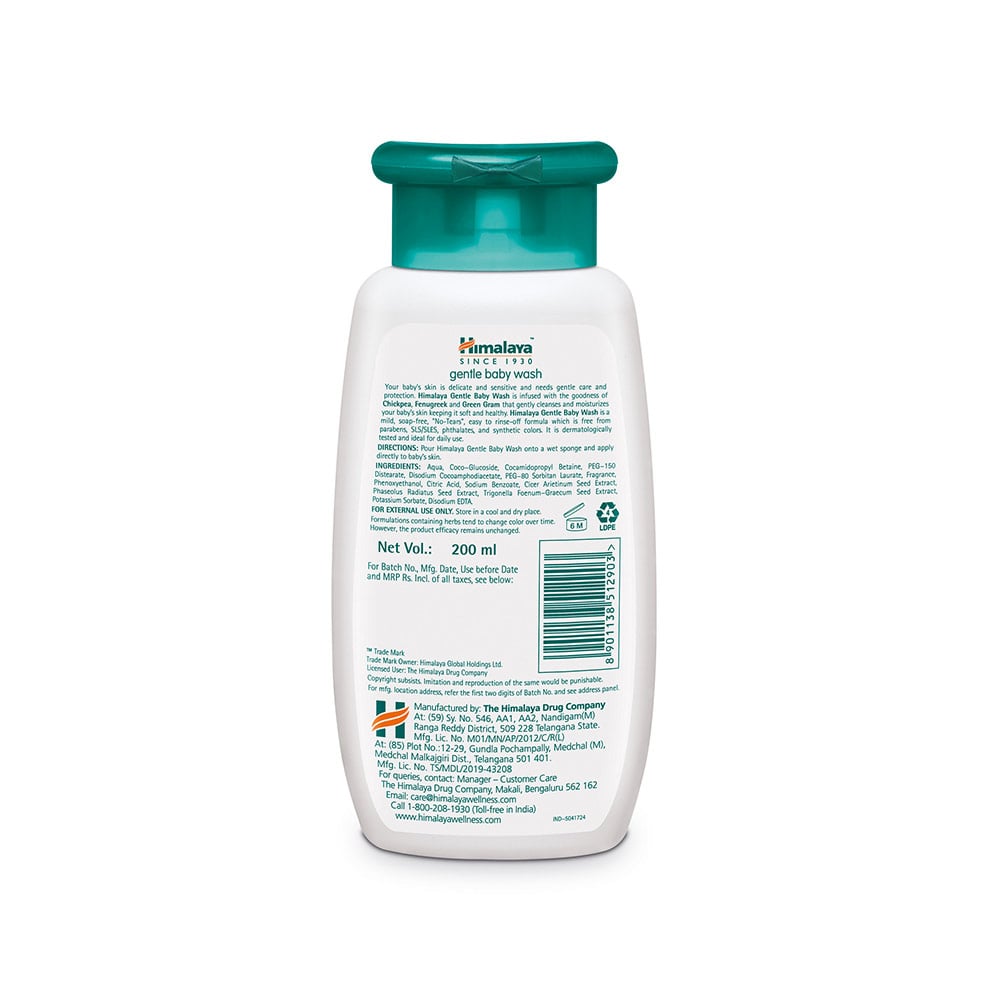 Himalaya™
SINCE 1930
gentle baby wash
Your baby's skin is delicate and sensitive and needs gentle care and
protection. Himalaya Gentle Baby Wash is infused with the goodness of
Chickpea, Fenugreek and Green Gram that gently cleanses and moisturizes
your baby's skin keeping it soft and healthy. Himalaya Gentle Baby Wash is a
mild, soap-free, "No-Tears", easy to rinse-off formula which is free from
parabens, SLS/SLES, phthalates, and synthetic colors. It is dermatologically
tested and ideal for daily use.
DIRECTIONS: Pour Himalaya Gentle Baby Wash onto a wet sponge and apply
directly to baby's skin.
INGREDIENTS: Aqua, Coco-Glucoside, Cocamidopropyl Betaine, PEG-150
Distearate, Disodium Cocoamphodiacetate, PEG-80 Sorbitan Laurate, Fragrance,
Phenoxyethanol, Citric Acid, Sodium Benzoate, Cicer Arietinum Seed Extract,
Phaseolus Radiatus Seed Extract, Trigonella Foenum-Graecum Seed Extract,
Potassium Sorbate, Disodium EDTA.
FOR EXTERNAL USE ONLY. Store in a cool and dry place.
Formulations containing herbs tend to change color over time.
However, the product efficacy remains unchanged.
6 M
4
LDPE
Net Vol.: 200 ml
For Batch No., Mfg. Date, Use before Date
and MRP Rs. Incl. of all taxes, see below:
8 901138 512903 >
™ Trade Mark
Trade Mark Owner: Himalaya Global Holdings Ltd.
Licensed User: The Himalaya Drug Company
Copyright subsists. Imitation and reproduction of the same would be punishable.
For mfg. location address, refer the first two digits of Batch No. and see address panel.
Manufactured by: The Himalaya Drug Company
At: (59) Sy. No. 546, AA1, AA2, Nandigam(M)
Ranga Reddy District, 509 228 Telangana State.
Mfg. Lic. No. M01/MN/AP/2012/C/R(L)
At: (85) Plot No.:12-29, Gundla Pochampally, Medchal (M),
Medchal Malkajgiri Dist., Telangana 501 401.
Mfg. Lic. No. TS/MDL/2019-43208
For queries, contact: Manager – Customer Care
The Himalaya Drug Company, Makali, Bengaluru 562 162
Email: care@himalayawellness.com
Call 1-800-208-1930 (Toll-free in India)
www.himalayawellness.com
IND-5041724